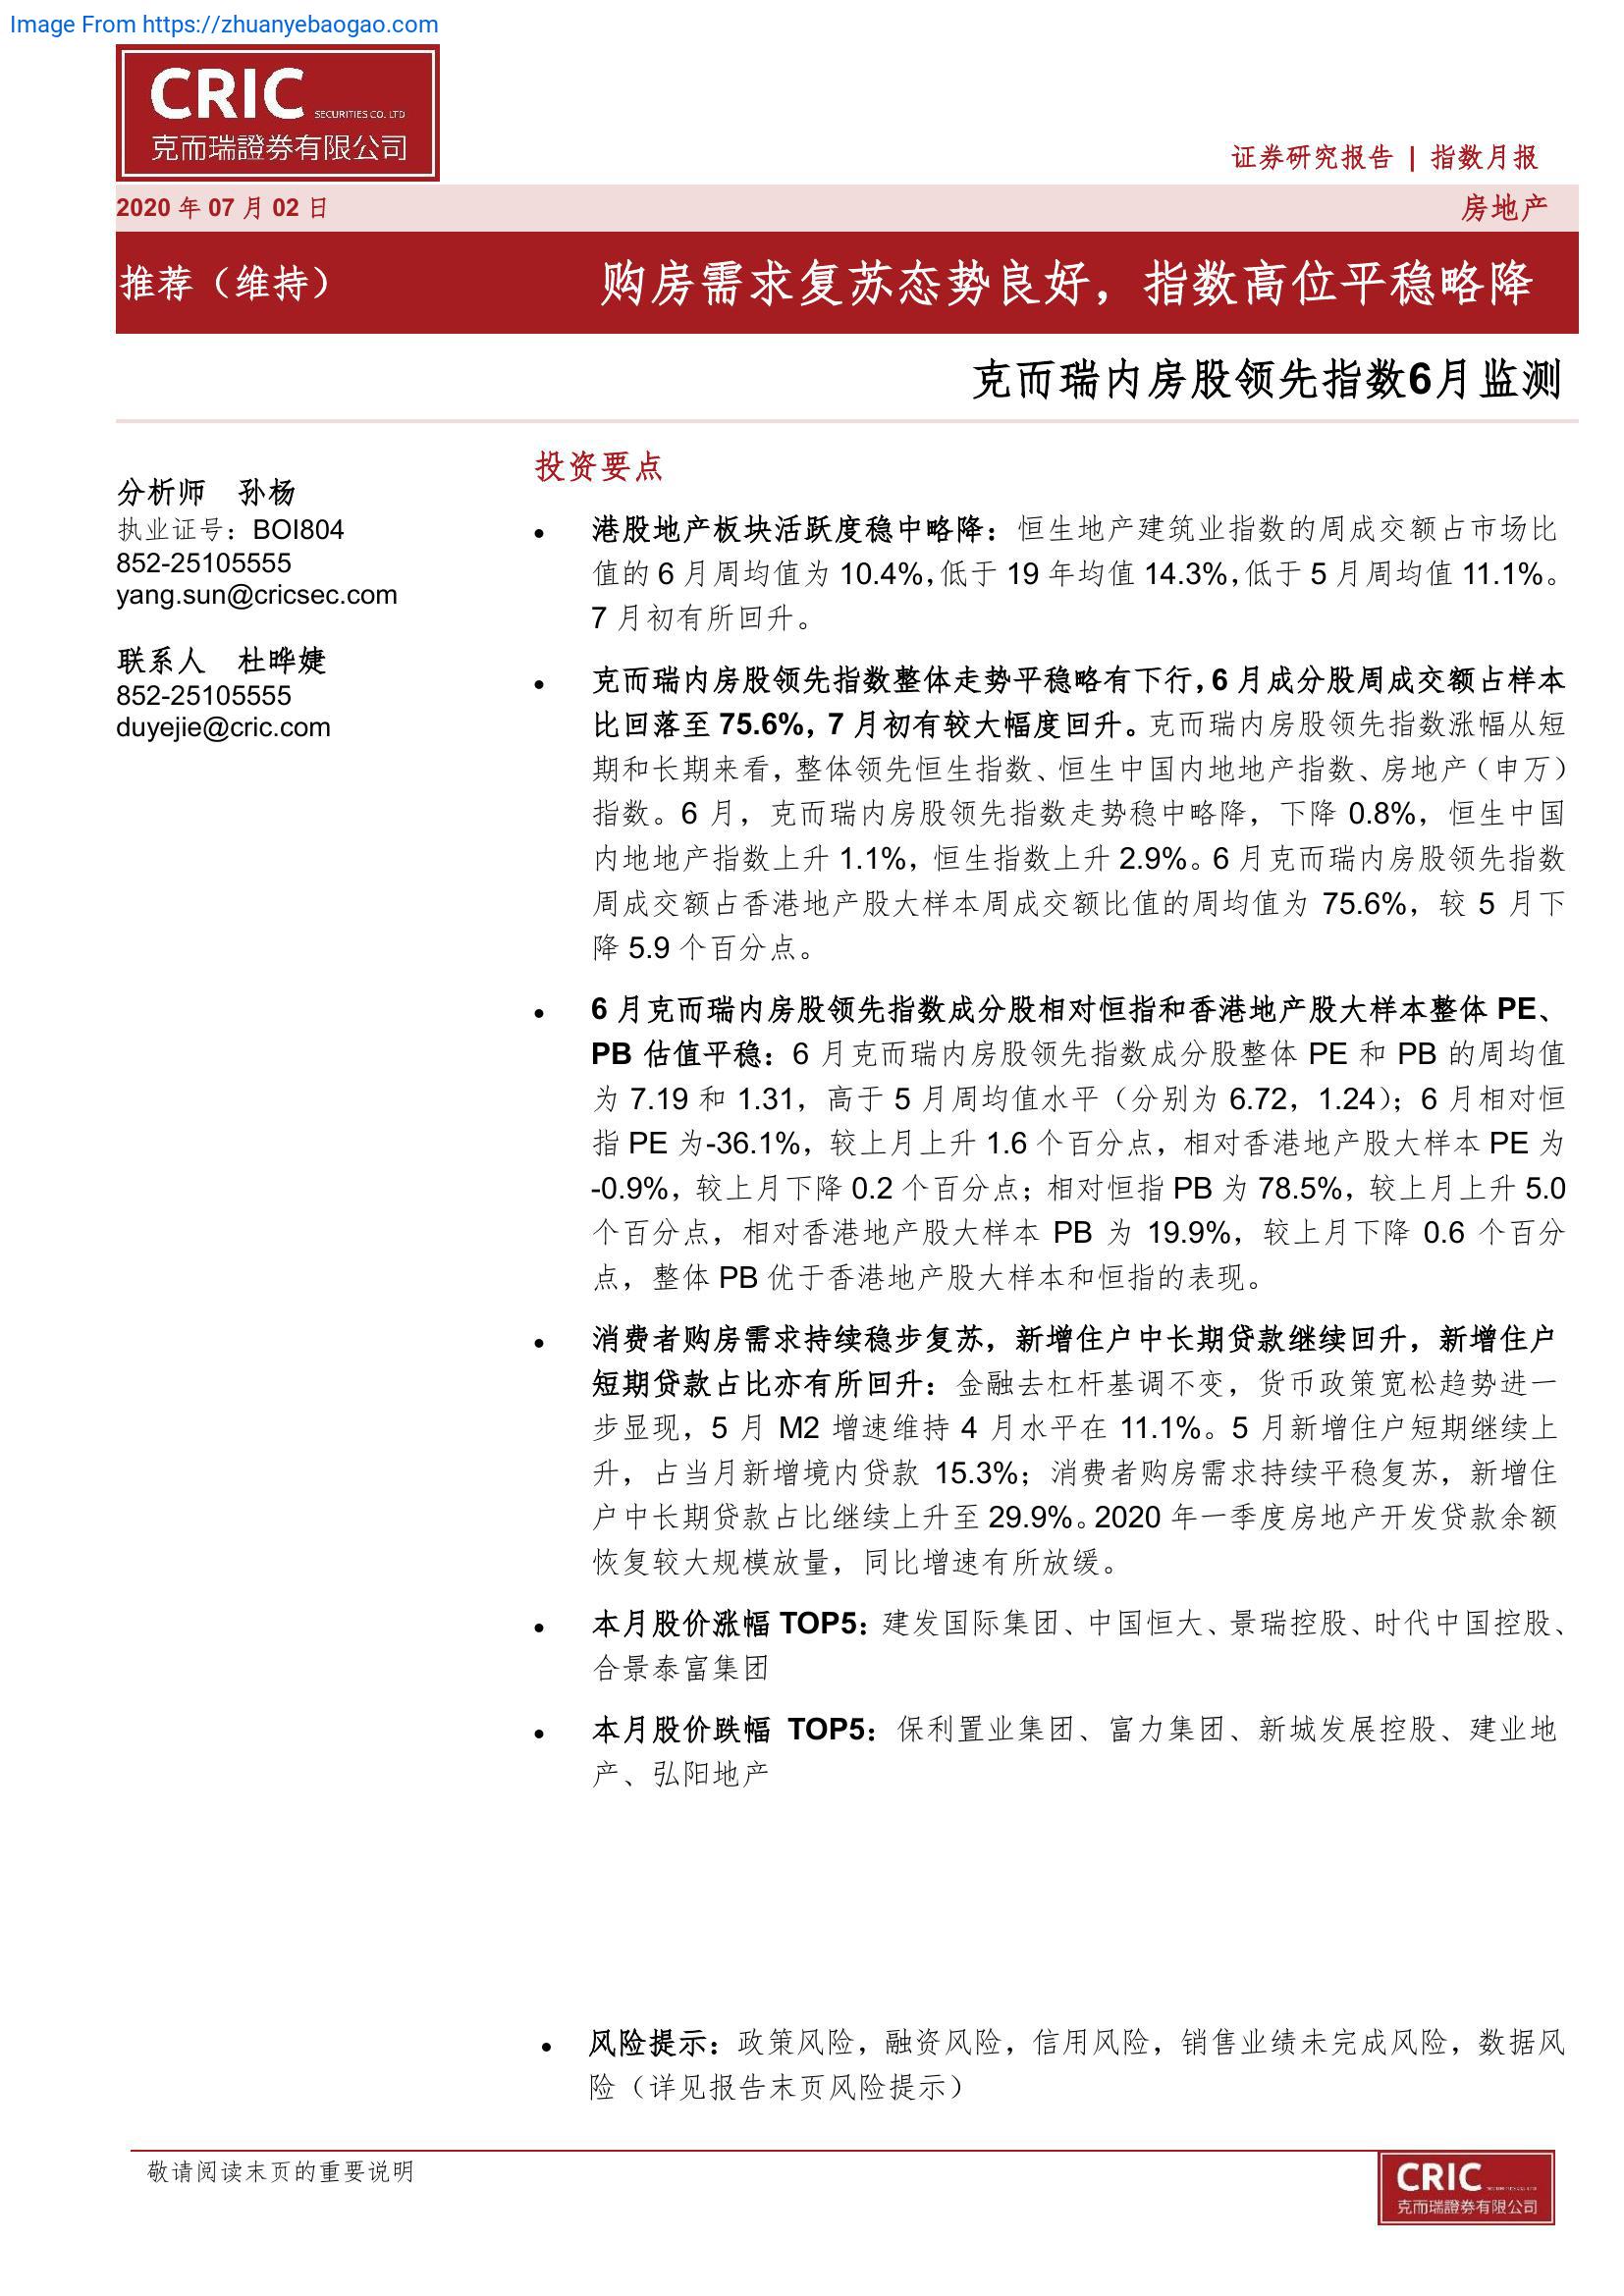 Image From https://zhuanyebaogao.com
CRIC SECURITIES CO. LTD
克而瑞證券有限公司
证券研究报告 | 指数月报
2020 年 07 月 02 日
房地产
推荐（维持）
购房需求复苏态势良好，指数高位平稳略降
克而瑞内房股领先指数6月监测
分析师 孙杨
执业证号：BOI804
852-25105555
yang.sun@cricsec.com
联系人 杜晔婕
852-25105555
duyejie@cric.com
投资要点
● 港股地产板块活跃度稳中略降：恒生地产建筑业指数的周成交额占市场比
值的 6 月周均值为 10.4%，低于 19 年均值 14.3%，低于 5 月周均值 11.1%。
7 月初有所回升。
● 克而瑞内房股领先指数整体走势平稳略有下行，6 月成分股周成交额占样本
比回落至 75.6%，7 月初有较大幅度回升。克而瑞内房股领先指数涨幅从短
期和长期来看，整体领先恒生指数、恒生中国内地地产指数、房地产（申万）
指数。6 月，克而瑞内房股领先指数走势稳中略降，下降 0.8%，恒生中国
内地地产指数上升 1.1%，恒生指数上升 2.9%。6 月克而瑞内房股领先指数
周成交额占香港地产股大样本周成交额比值的周均值为 75.6%，较 5 月下
降 5.9 个百分点。
● 6 月克而瑞内房股领先指数成分股相对恒指和香港地产股大样本整体 PE、
PB 估值平稳：6 月克而瑞内房股领先指数成分股整体 PE 和 PB 的周均值
为 7.19 和 1.31，高于 5 月周均值水平（分别为 6.72，1.24）；6 月相对恒
指 PE 为-36.1%，较上月上升 1.6 个百分点，相对香港地产股大样本 PE 为
-0.9%，较上月下降 0.2 个百分点；相对恒指 PB 为 78.5%，较上月上升 5.0
个百分点，相对香港地产股大样本 PB 为 19.9%，较上月下降 0.6 个百分
点，整体 PB 优于香港地产股大样本和恒指的表现。
● 消费者购房需求持续稳步复苏，新增住户中长期贷款继续回升，新增住户
短期贷款占比亦有所回升：金融去杠杆基调不变，货币政策宽松趋势进一
步显现，5 月 M2 增速维持 4 月水平在 11.1%。5 月新增住户短期继续上
升，占当月新增境内贷款 15.3%；消费者购房需求持续平稳复苏，新增住
户中长期贷款占比继续上升至 29.9%。2020 年一季度房地产开发贷款余额
恢复较大规模放量，同比增速有所放缓。
● 本月股价涨幅 TOP5：建发国际集团、中国恒大、景瑞控股、时代中国控股、
合景泰富集团
● 本月股价跌幅 TOP5：保利置业集团、富力集团、新城发展控股、建业地
产、弘阳地产
● 风险提示：政策风险，融资风险，信用风险，销售业绩未完成风险，数据风
险（详见报告末页风险提示）
敬请阅读末页的重要说明
CRIC
克而瑞證券有限公司